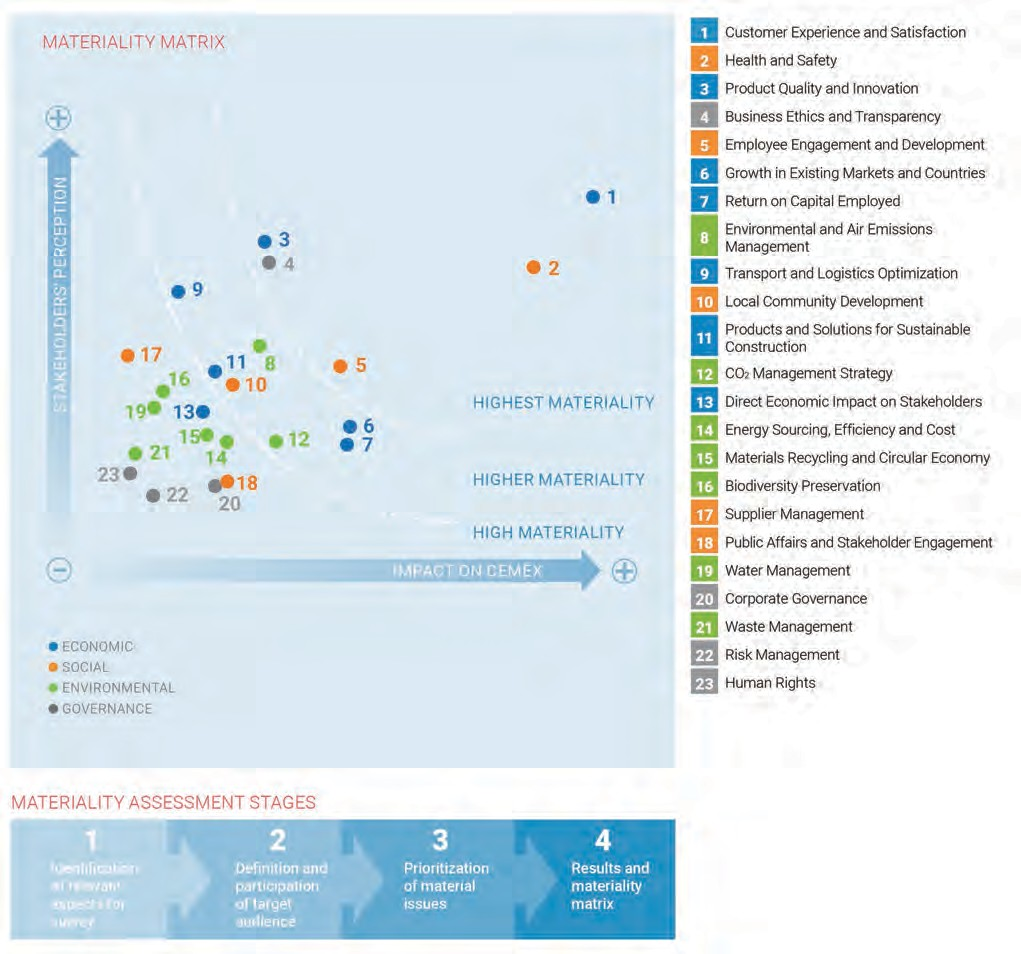 MATERIALITY MATRIX
STAKEHOLDERS' PERCEPTION
1
3
4
2
9
17
11
8
5
16
10
19
13
HIGHEST MATERIALITY
6
15
12
7
14
21
23
18
HIGHER MATERIALITY
22
20
HIGH MATERIALITY
IMPACT ON CEMEX
ECONOMIC
SOCIAL
ENVIRONMENTAL
GOVERNANCE
1 Customer Experience and Satisfaction
2 Health and Safety
3 Product Quality and Innovation
4 Business Ethics and Transparency
5 Employee Engagement and Development
6 Growth in Existing Markets and Countries
7 Return on Capital Employed
8 Environmental and Air Emissions
Management
9 Transport and Logistics Optimization
10 Local Community Development
11 Products and Solutions for Sustainable
Construction
12 CO₂ Management Strategy
13 Direct Economic Impact on Stakeholders
14 Energy Sourcing, Efficiency and Cost
15 Materials Recycling and Circular Economy
16 Biodiversity Preservation
17 Supplier Management
18 Public Affairs and Stakeholder Engagement
19 Water Management
20 Corporate Governance
21 Waste Management
22 Risk Management
23 Human Rights
MATERIALITY ASSESSMENT STAGES
1
Identification
of relevant
aspects for
survey
2
Definition and
participation
of target
audience
3
Prioritization
of material
issues
4
Results and
materiality
matrix